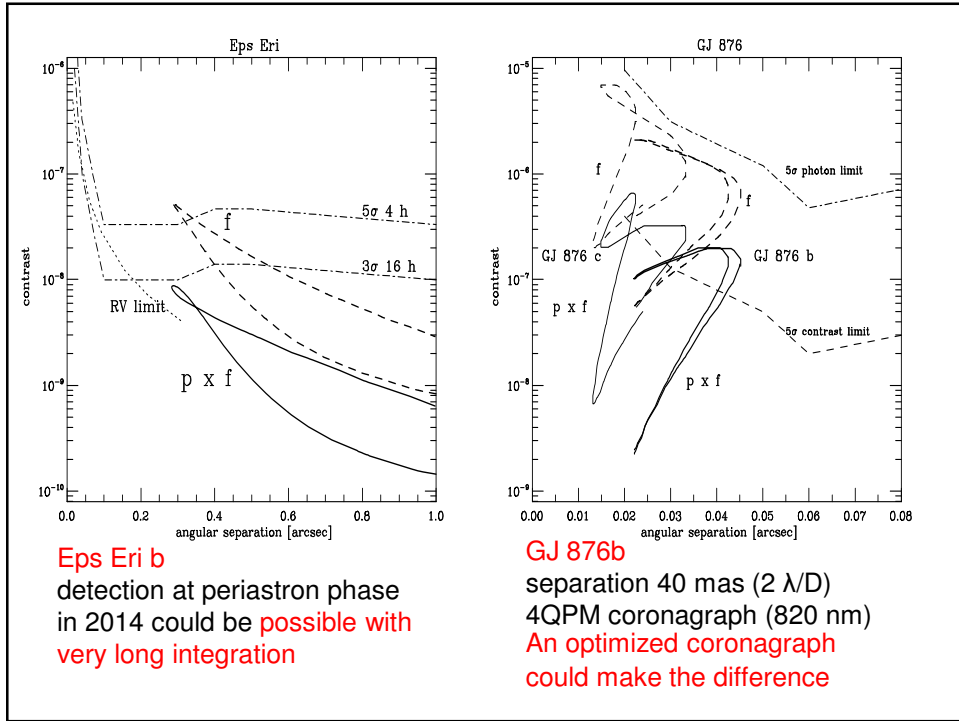 Eps Eri
10⁻⁶
10⁻⁷
10⁻⁸
10⁻⁹
10⁻¹⁰
contrast
f
5σ 4 h
3σ 16 h
RV limit
p x f
0.0 0.2 0.4 0.6 0.8 1.0
angular separation [arcsec]
GJ 876
10⁻⁵
10⁻⁶
10⁻⁷
10⁻⁸
10⁻⁹
contrast
f
5σ photon limit
f
GJ 876 c
GJ 876 b
p x f
5σ contrast limit
p x f
0.00 0.01 0.02 0.03 0.04 0.05 0.06 0.07 0.08
angular separation [arcsec]
Eps Eri b
detection at periastron phase
in 2014 could be possible with
very long integration
GJ 876b
separation 40 mas (2 λ/D)
4QPM coronagraph (820 nm)
An optimized coronagraph
could make the difference